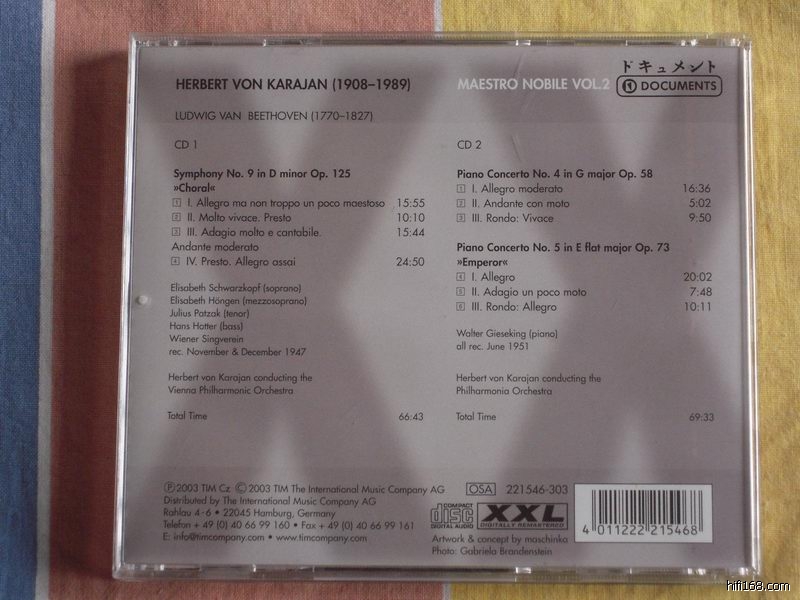 HERBERT VON KARAJAN (1908–1989)
MAESTRO NOBILE VOL.2
ドキュメント
DOCUMENTS
LUDWIG VAN BEETHOVEN (1770–1827)
CD 1
Symphony No. 9 in D minor Op. 125
»Choral«
1 I. Allegro ma non troppo un poco maestoso 15:55
2 II. Molto vivace. Presto 10:10
3 III. Adagio molto e cantabile. 15:44
Andante moderato
4 IV. Presto. Allegro assai 24:50
Elisabeth Schwarzkopf (soprano)
Elisabeth Höngen (mezzosoprano)
Julius Patzak (tenor)
Hans Hotter (bass)
Wiener Singverein
rec. November & December 1947
Herbert von Karajan conducting the
Vienna Philharmonic Orchestra
Total Time 66:43
CD 2
Piano Concerto No. 4 in G major Op. 58
1 I. Allegro moderato 16:36
2 II. Andante con moto 5:02
3 III. Rondo: Vivace 9:50
Piano Concerto No. 5 in E flat major Op. 73
»Emperor«
4 I. Allegro 20:02
5 II. Adagio un poco moto 7:48
6 III. Rondo: Allegro 10:11
Walter Gieseking (piano)
all rec. June 1951
Herbert von Karajan conducting the
Philharmonia Orchestra
Total Time 69:33
Ⓟ2003 TIM Cz ©2003 TIM The International Music Company AG
Distributed by The International Music Company AG
Rahlau 4-6 • 22045 Hamburg, Germany
Telefon + 49 (0) 40 66 99 160 • Fax + 49 (0) 40 66 99 161
E: info@timcompany.com • www.timcompany.com
OSA 221546-303
COMPACT
disc
DIGITAL AUDIO
XXL
DIGITALLY REMASTERED
Artwork & concept by maschinka
Photo: Gabriela Brandenstein
4 011222 215468
hifi168.com